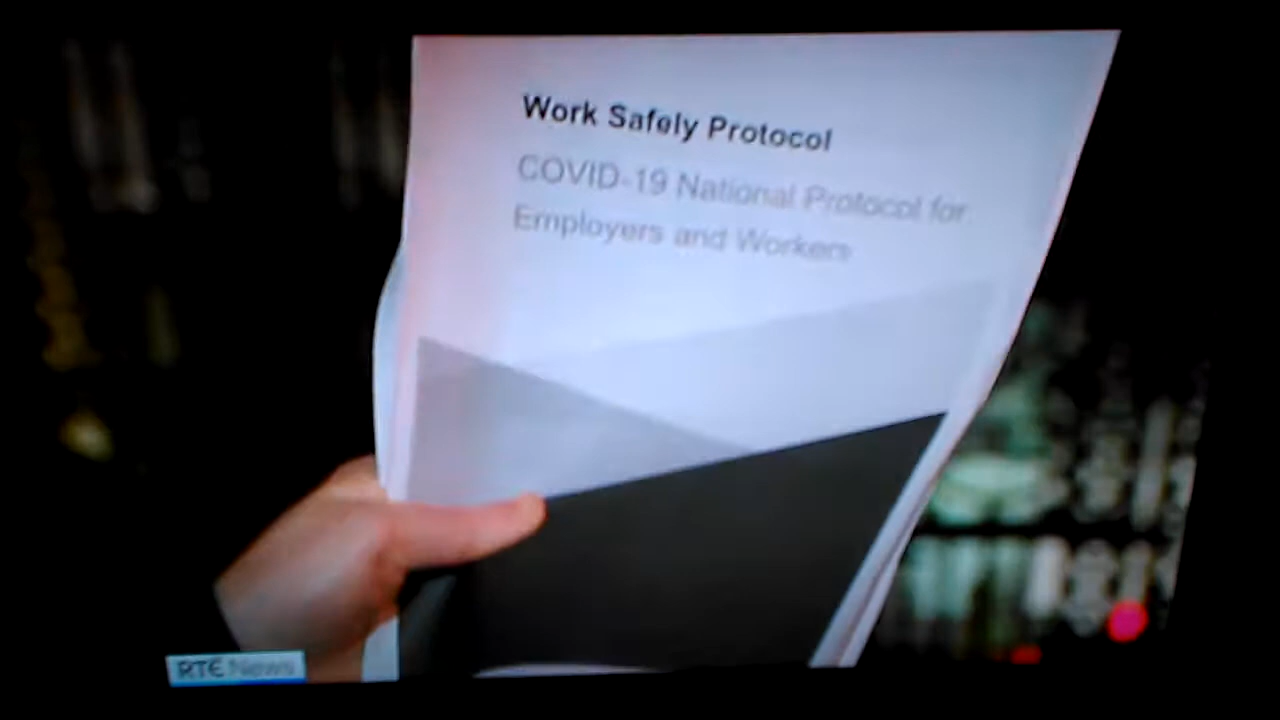 Work Safely Protocol
COVID-19 National Protocol for
Employers and Workers
RTÉ News